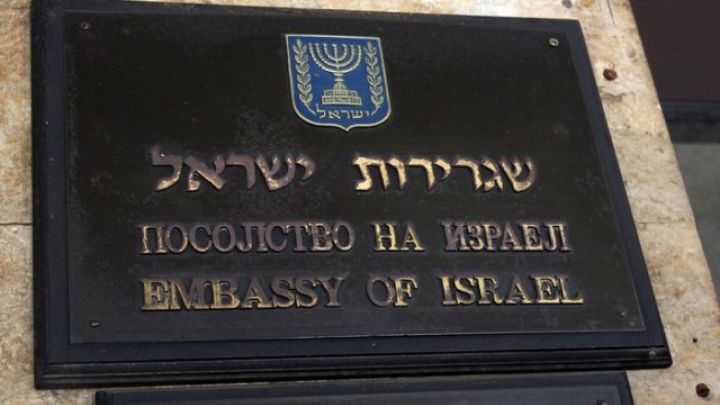 ישראל
שגרירות ישראל
ПОСОЛСТВО НА ИЗРАЕЛ
EMBASSY OF ISRAEL